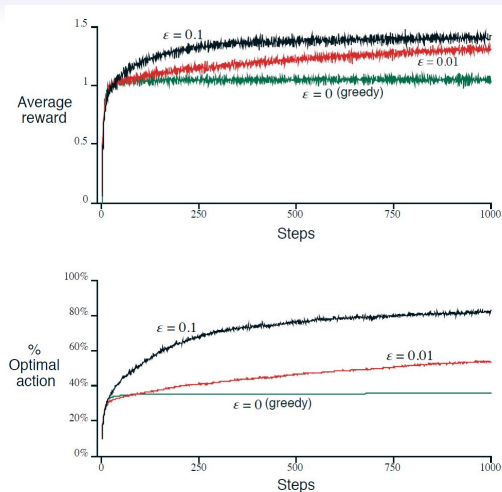 1.5
ε = 0.1
1
ε = 0.01
Average
reward
ε = 0 (greedy)
0.5
0
0 250 500 750 1000
Steps
100%
80%
ε = 0.1
60%
%
Optimal
action
ε = 0.01
40%
ε = 0 (greedy)
20%
0%
0 250 500 750 1000
Steps